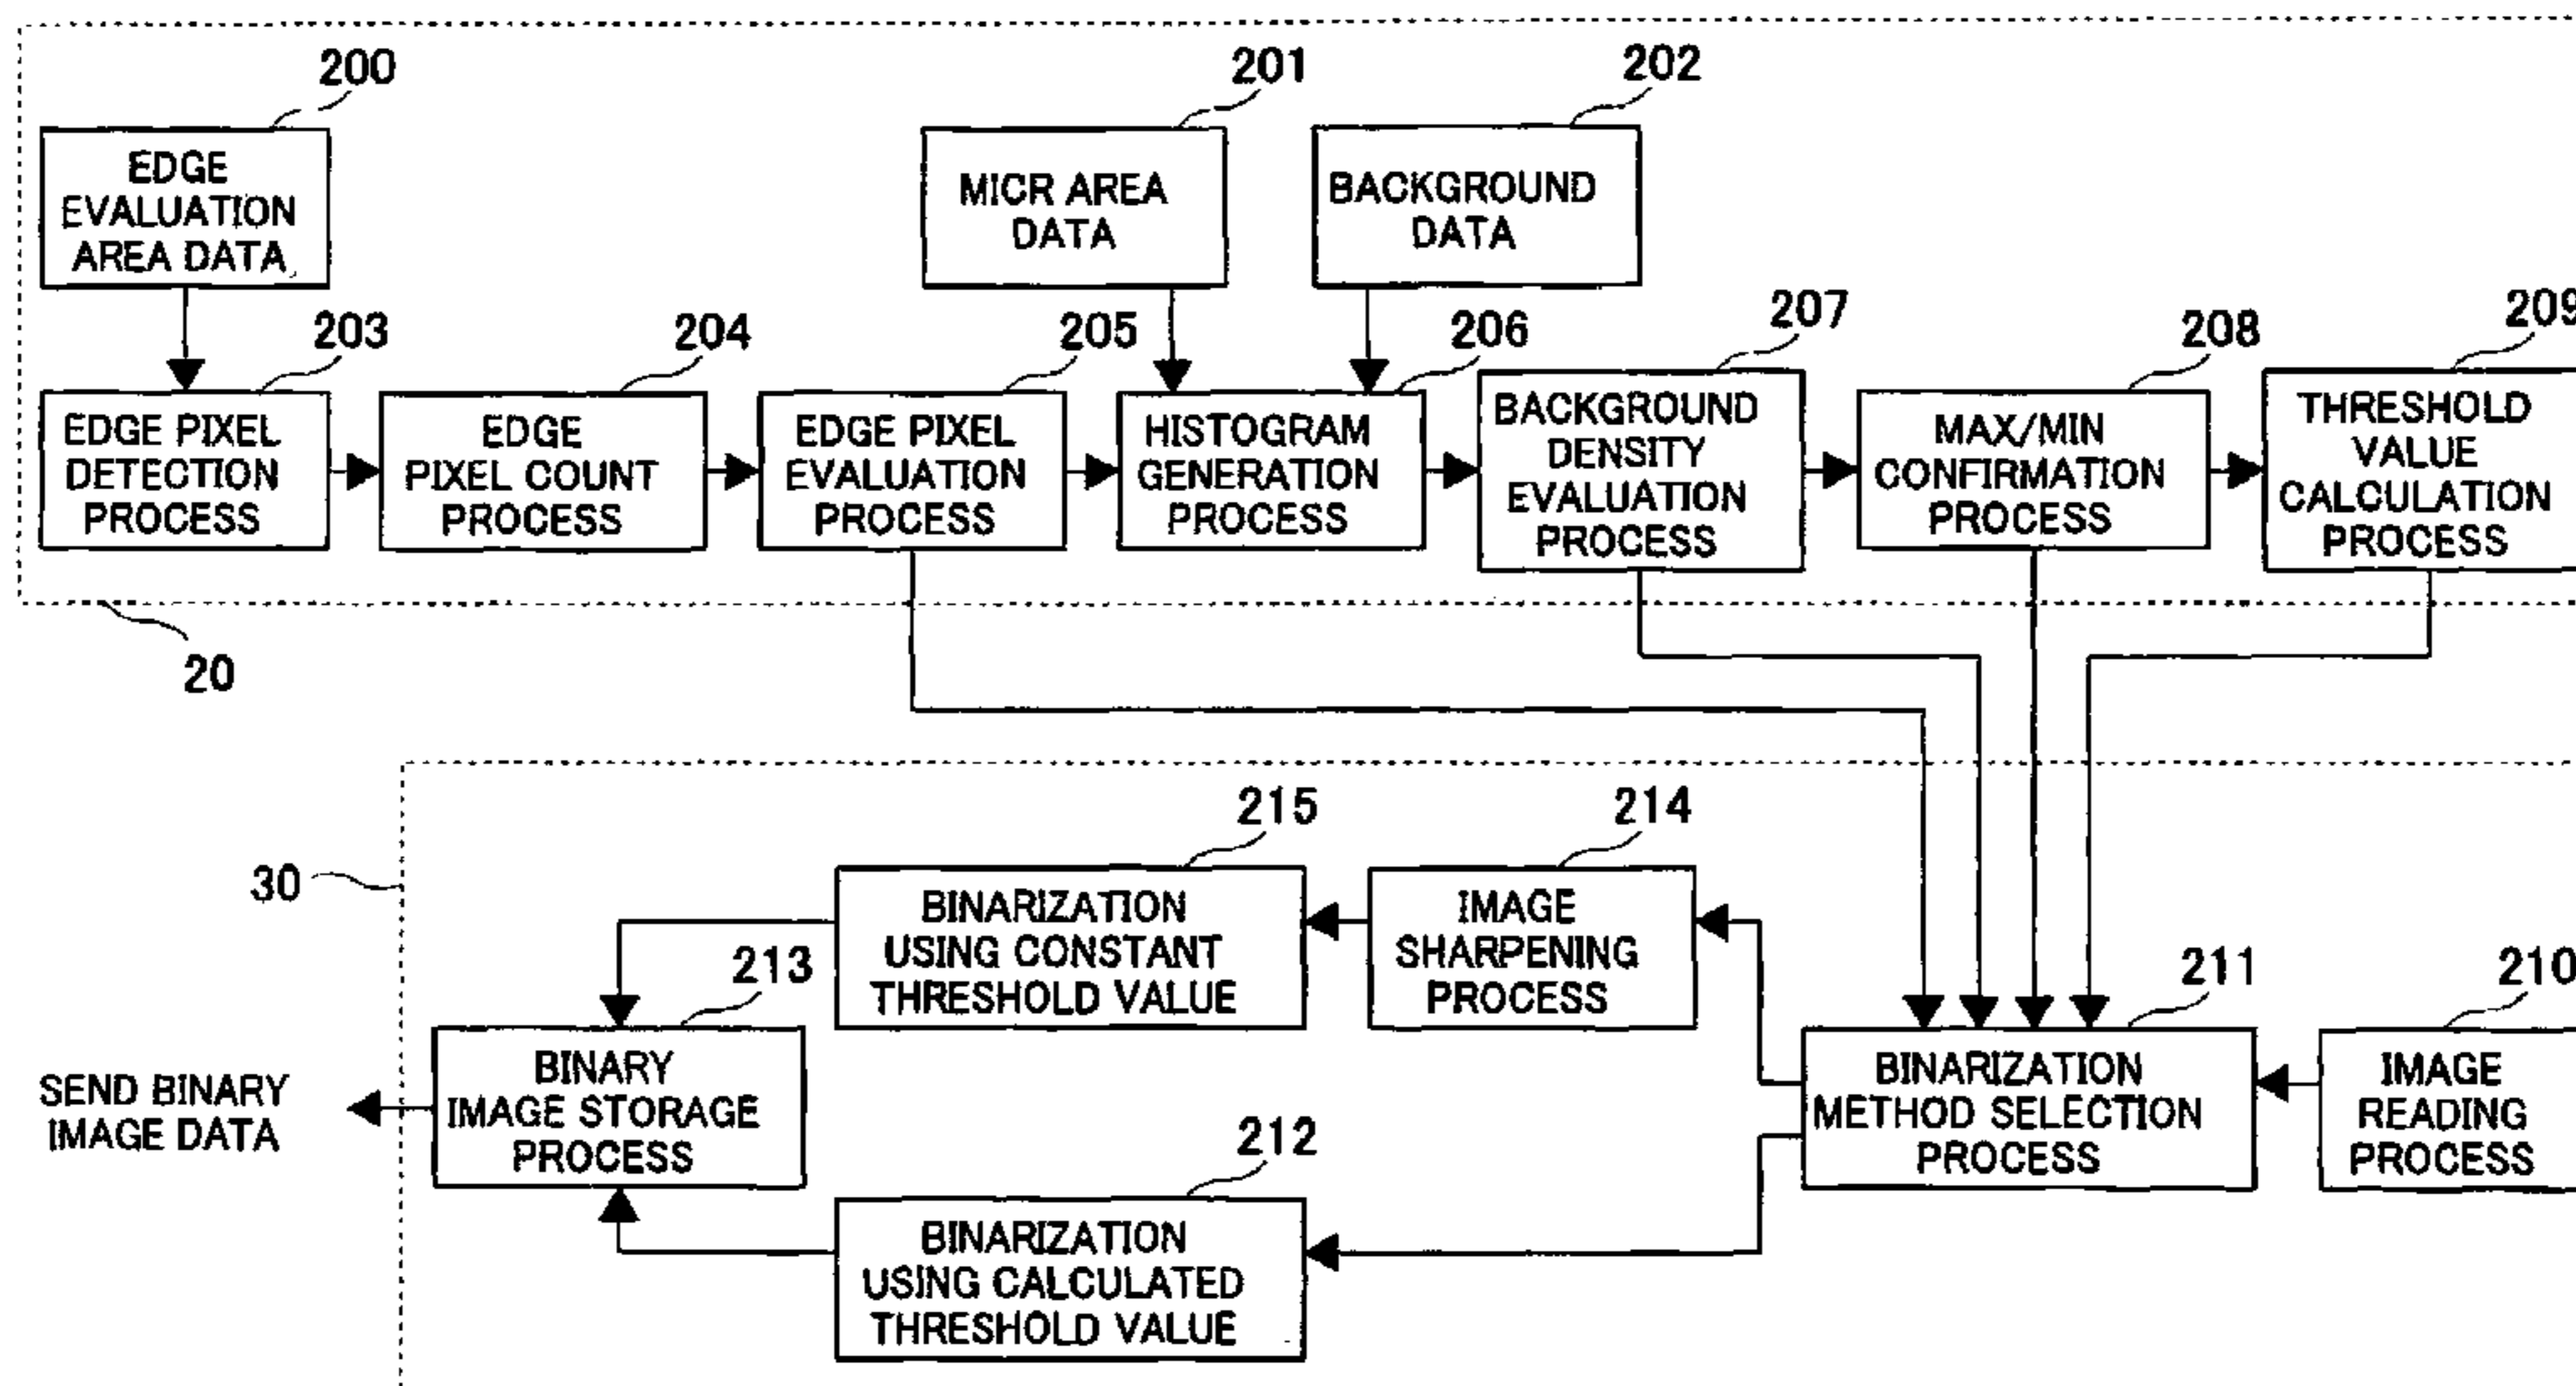 200
201
202
EDGE
EVALUATION
AREA DATA
MICR AREA
DATA
BACKGROUND
DATA
203
204
205
206
207
208
209
EDGE PIXEL
DETECTION
PROCESS
EDGE
PIXEL COUNT
PROCESS
EDGE PIXEL
EVALUATION
PROCESS
HISTOGRAM
GENERATION
PROCESS
BACKGROUND
DENSITY
EVALUATION
PROCESS
MAX/MIN
CONFIRMATION
PROCESS
THRESHOLD
VALUE
CALCULATION
PROCESS
20
30
215
214
BINARIZATION
USING CONSTANT
THRESHOLD VALUE
IMAGE
SHARPENING
PROCESS
213
211
210
BINARY
IMAGE STORAGE
PROCESS
BINARIZATION
METHOD SELECTION
PROCESS
IMAGE
READING
PROCESS
SEND BINARY
IMAGE DATA
212
BINARIZATION
USING CALCULATED
THRESHOLD VALUE